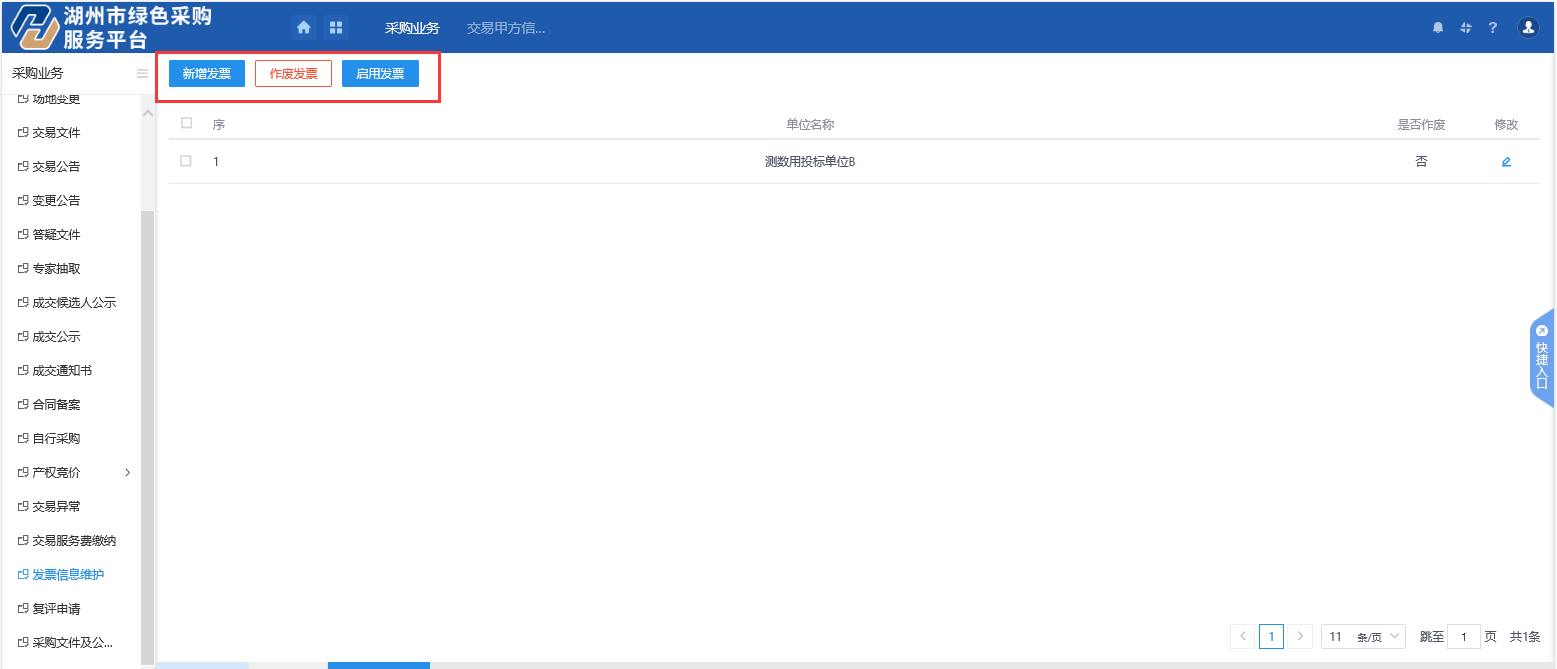 湖州市绿色采购
服务平台
采购业务
交易甲方信...
?
采购业务
新增发票
作废发票
启用发票
场地变更
交易文件
交易公告
变更公告
答疑文件
专家抽取
成交候选人公示
成交公示
成交通知书
合同备案
自行采购
产权竞价
交易异常
交易服务费缴纳
发票信息维护
复评申请
采购文件及公...
序 单位名称 是否作废 修改
1 测数用投标单位B 否
快捷入口
1 11 条/页 跳至 1 页 共1条